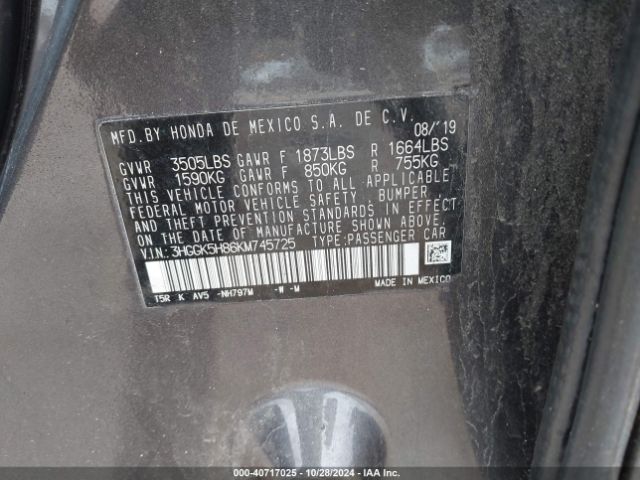 MFD.BY HONDA DE MEXICO S.A. DE C.V. 08/'19
GVWR 3505LBS GAWR F 1873LBS R 1664LBS
GVWR 1590KG GAWR F 850KG R 755KG
THIS VEHICLE CONFORMS TO ALL APPLICABLE
FEDERAL MOTOR VEHICLE SAFETY, BUMPER,
AND THEFT PREVENTION STANDARDS IN EFFECT
ON THE DATE OF MANUFACTURE SHOWN ABOVE.
V.I.N.: 3HGGK5H86KM745725 TYPE:PASSENGER CAR
T5R K AV5 -NH797M -W -M MADE IN MEXICO
000-40717025 | 10/28/2024 | IAA Inc.